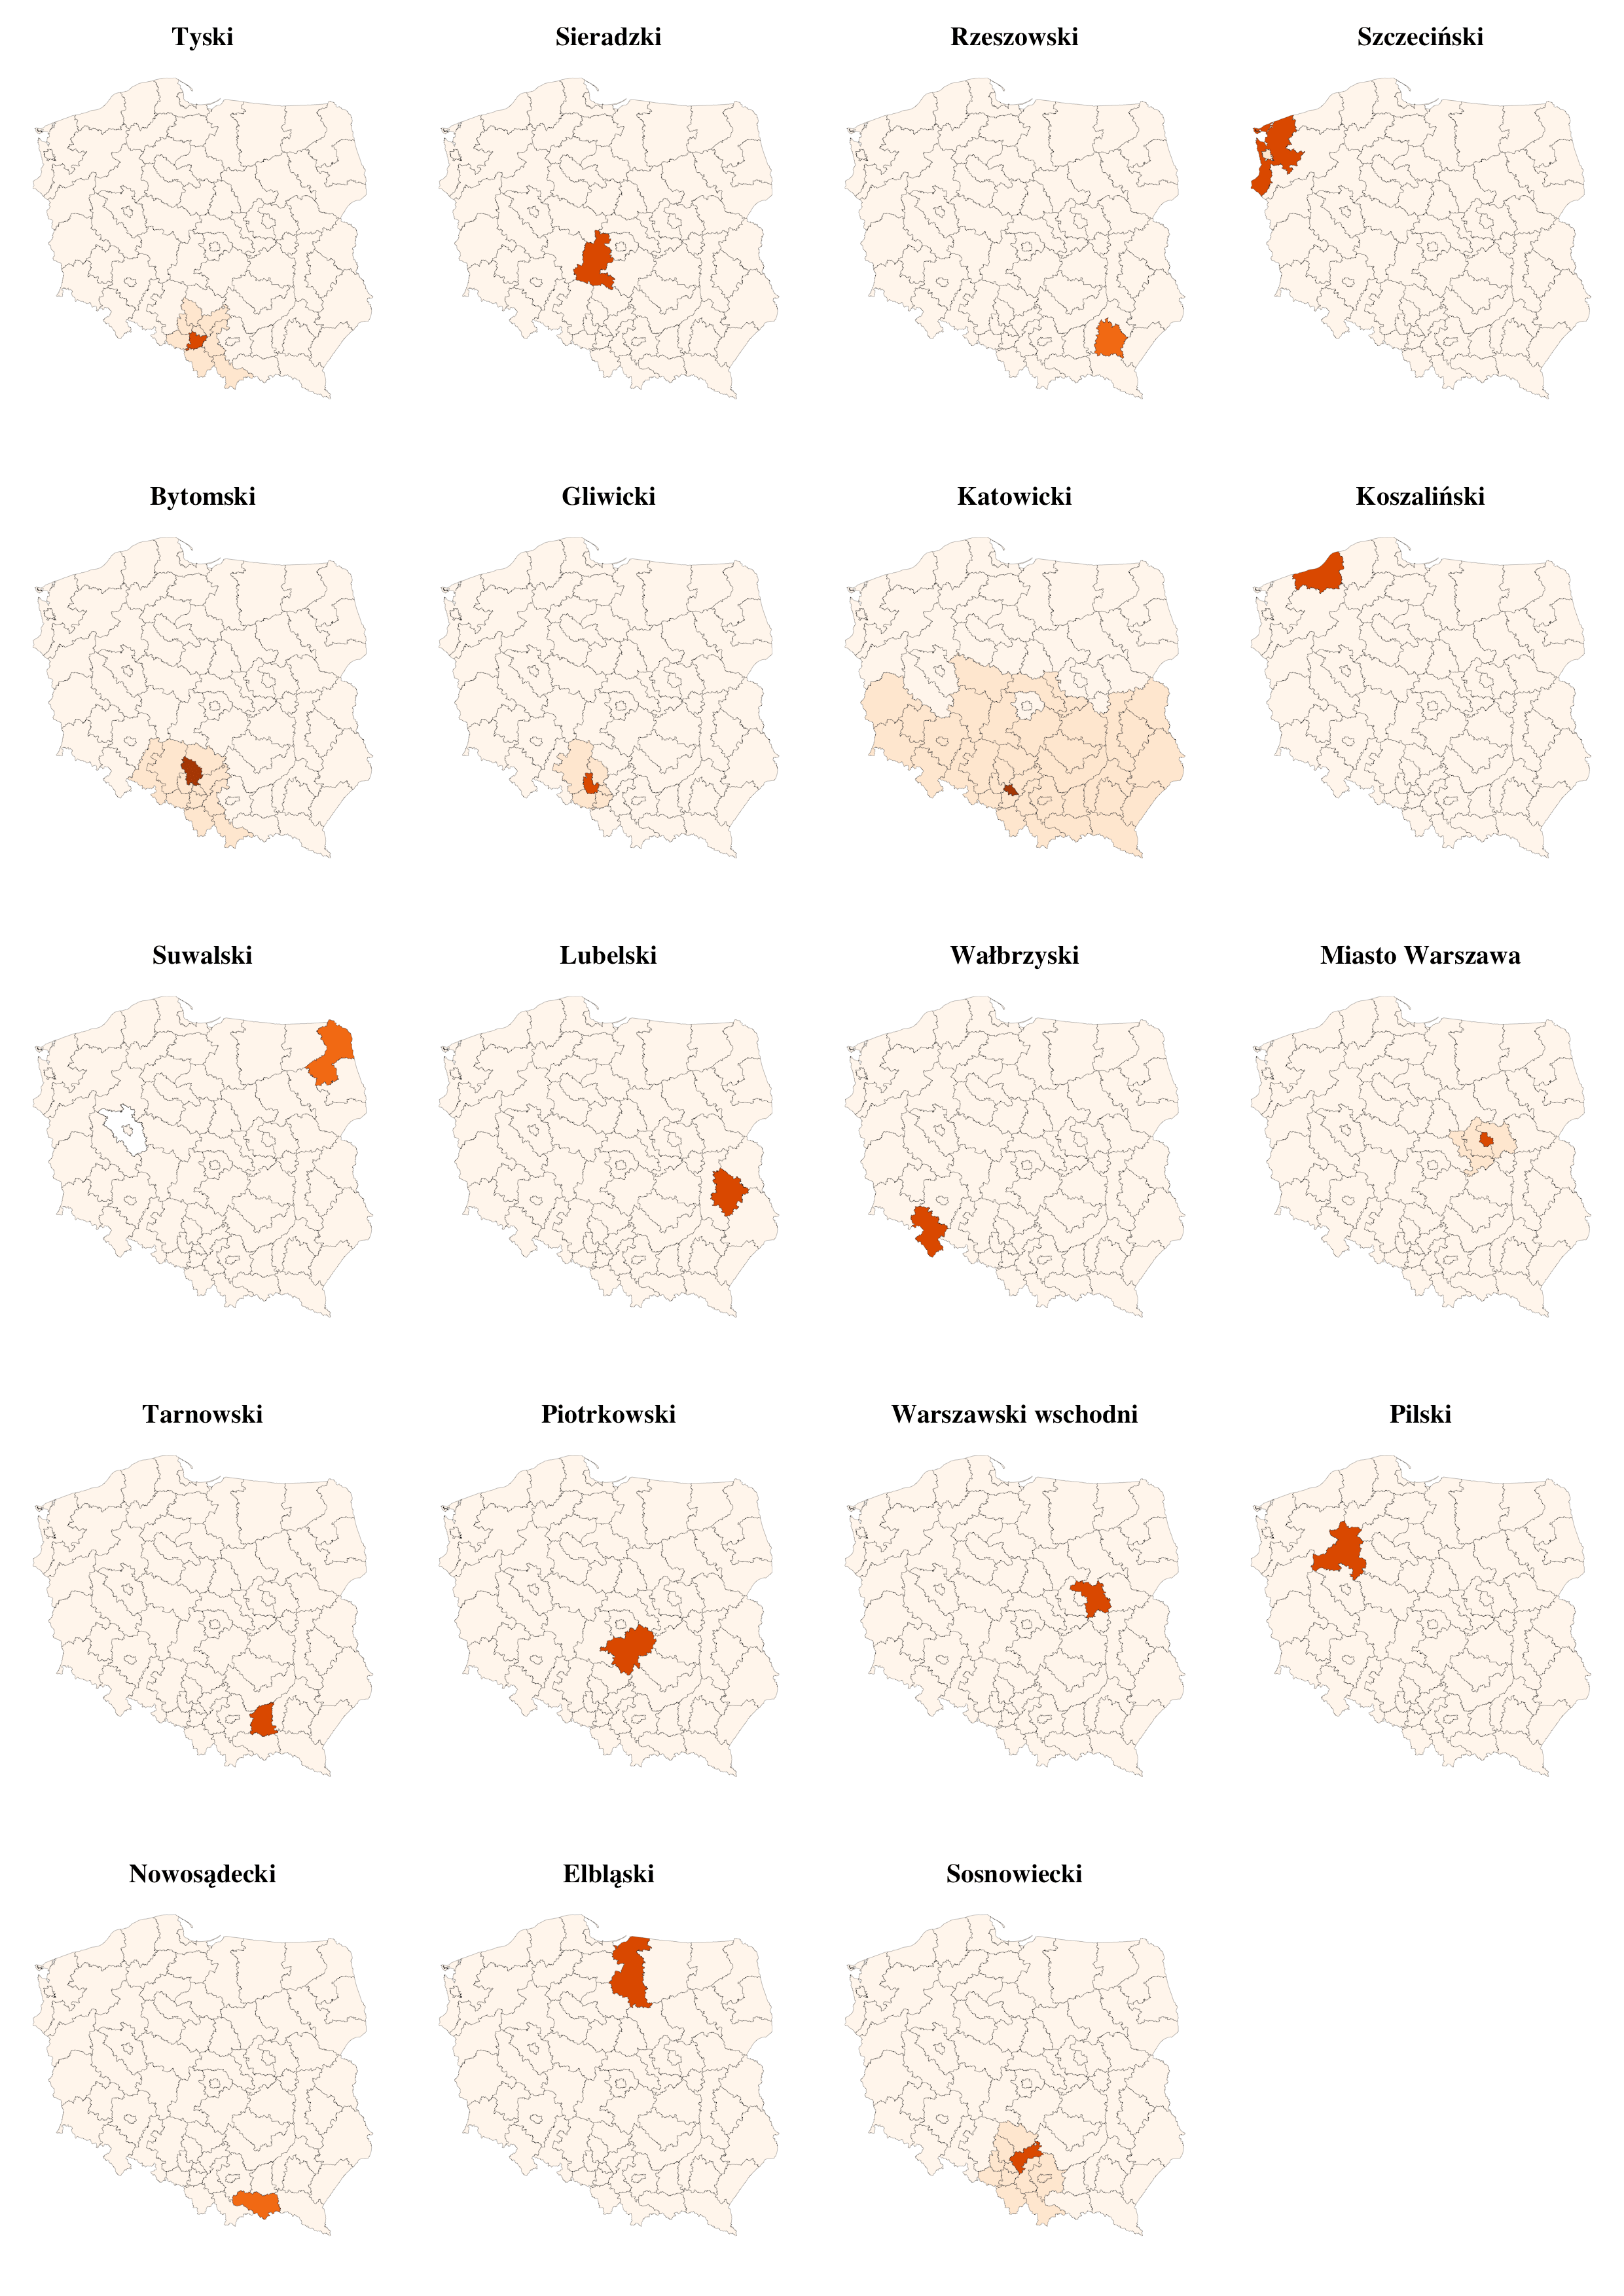 Tyski
Sieradzki
Rzeszowski
Szczeciński
Bytomski
Gliwicki
Katowicki
Koszaliński
Suwalski
Lubelski
Wałbrzyski
Miasto Warszawa
Tarnowski
Piotrkowski
Warszawski wschodni
Pilski
Nowosądecki
Elbląski
Sosnowiecki